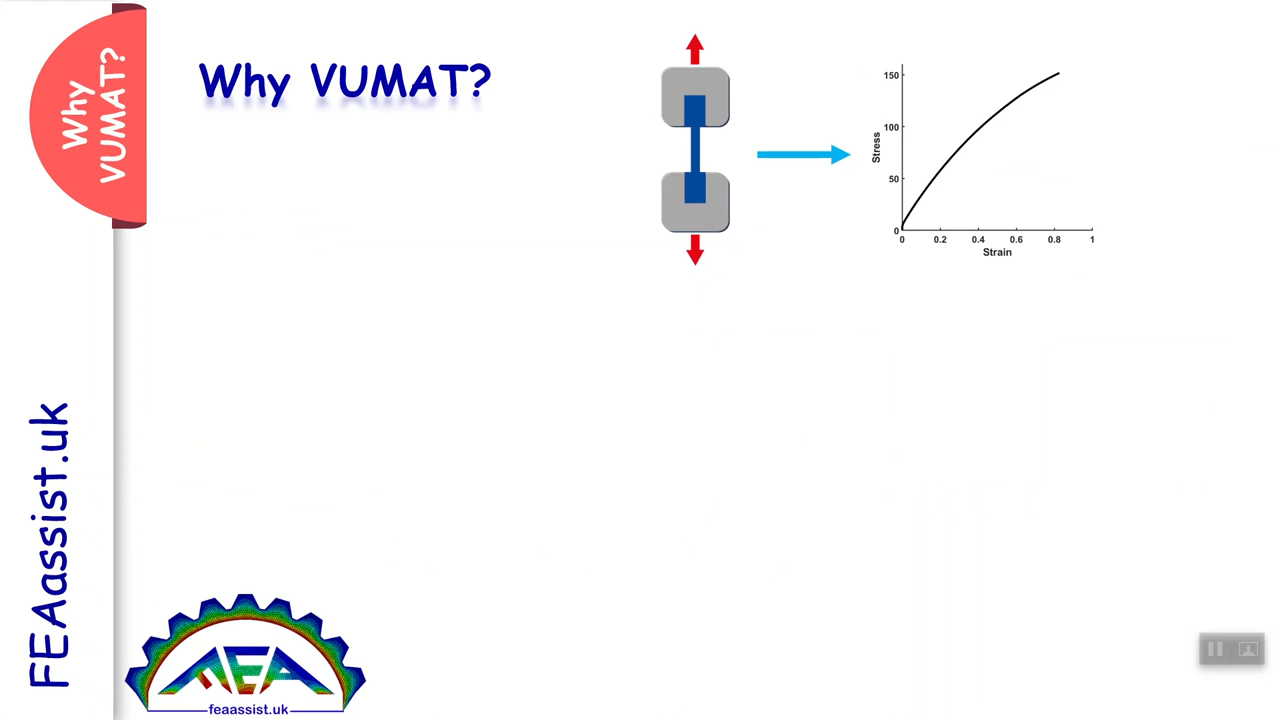 Why
VUMAT?
Why VUMAT?
150
100
50
0
Stress
0 0.2 0.4 0.6 0.8 1
Strain
FEAassist.uk
FEA
feaassist.uk